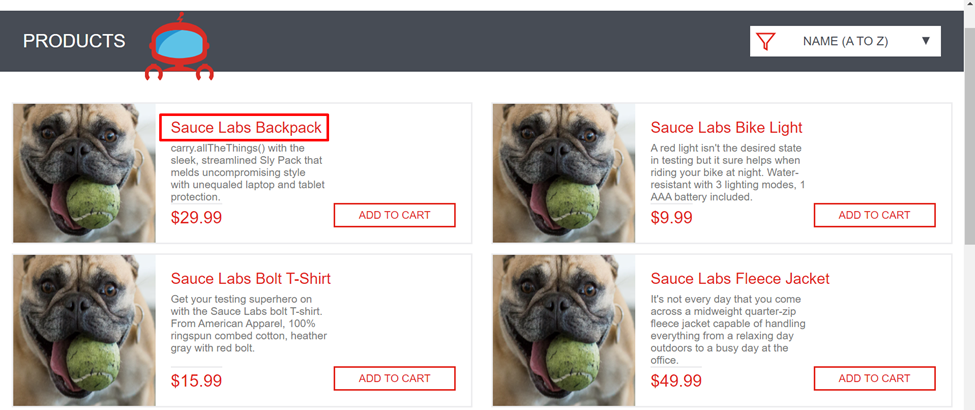 PRODUCTS
NAME (A TO Z)
Sauce Labs Backpack
carry.allTheThings() with the
sleek, streamlined Sly Pack that
melds uncompromising style
with unequaled laptop and tablet
protection.
$29.99
ADD TO CART
Sauce Labs Bike Light
A red light isn't the desired state
in testing but it sure helps when
riding your bike at night. Water-
resistant with 3 lighting modes, 1
AAA battery included.
$9.99
ADD TO CART
Sauce Labs Bolt T-Shirt
Get your testing superhero on
with the Sauce Labs bolt T-shirt.
From American Apparel, 100%
ringspun combed cotton, heather
gray with red bolt.
$15.99
ADD TO CART
Sauce Labs Fleece Jacket
It's not every day that you come
across a midweight quarter-zip
fleece jacket capable of handling
everything from a relaxing day
outdoors to a busy day at the
office.
$49.99
ADD TO CART